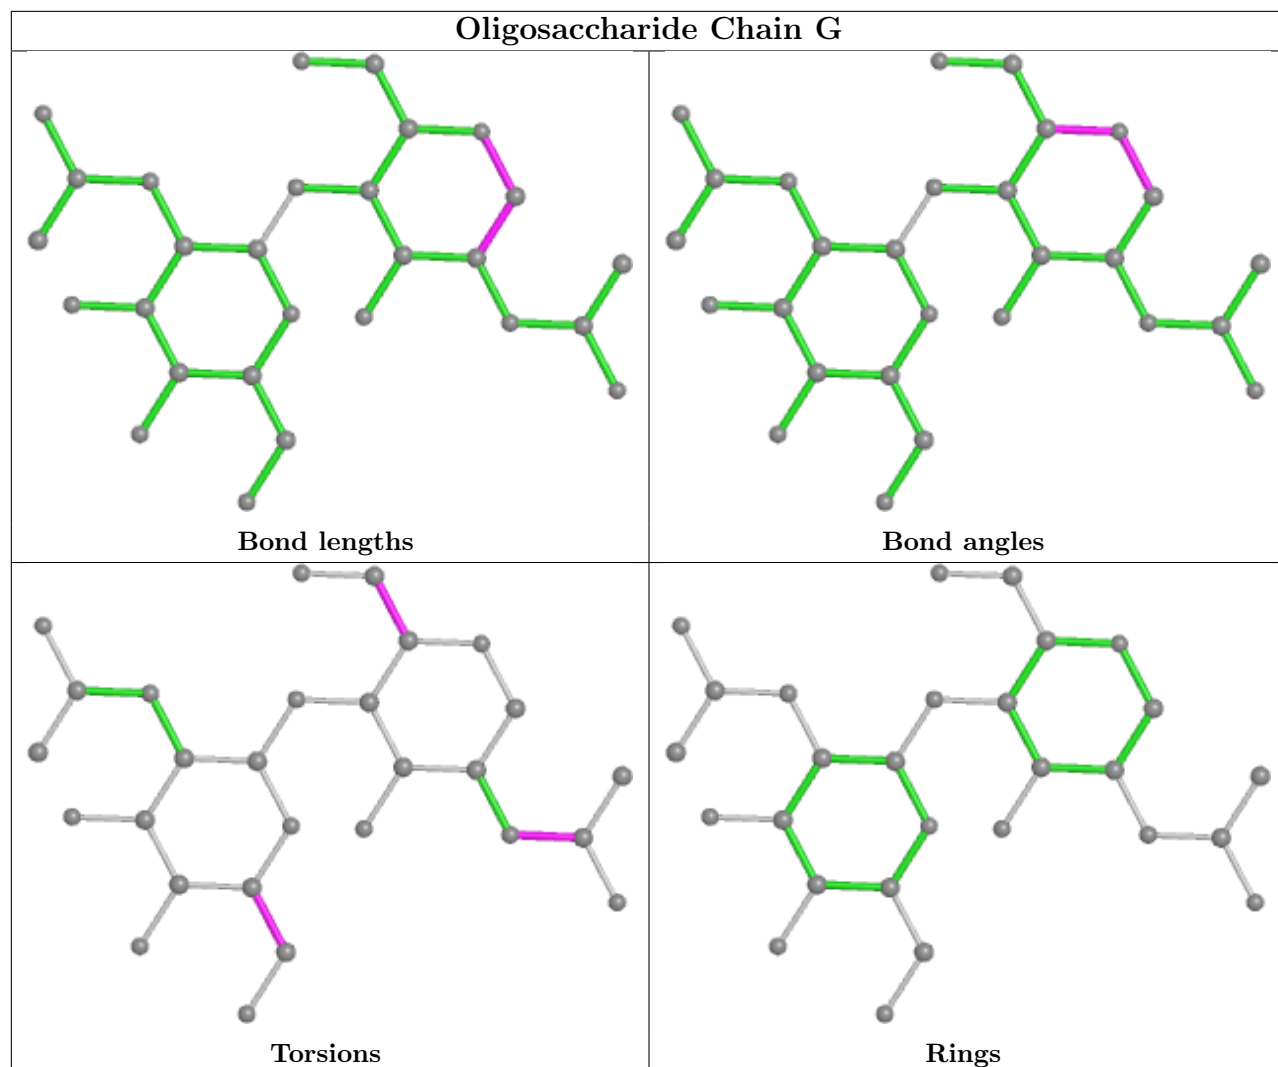 Oligosaccharide Chain G
Bond lengths
Bond angles
Torsions
Rings